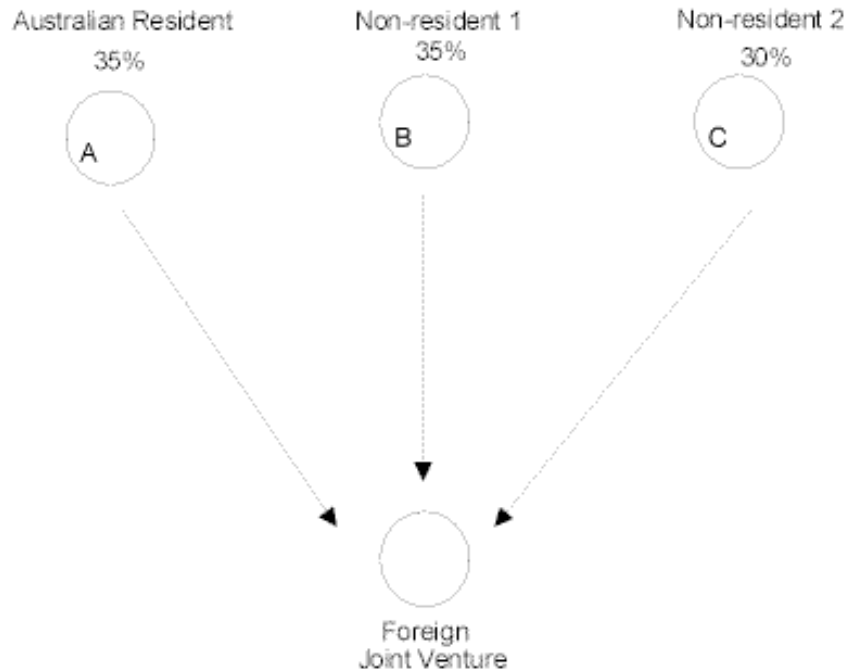 Australian Resident
35%
A
Non-resident 1
35%
B
Non-resident 2
30%
C
Foreign
Joint Venture